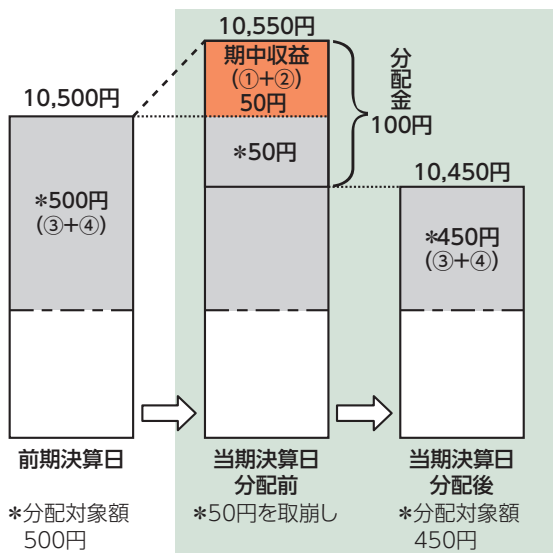 10,500円
*500円
(③+④)
前期決算日
*分配対象額
500円
10,550円
期中収益
(①+②)
50円
*50円
分配金
100円
当期決算日
分配前
*50円を取崩し
10,450円
*450円
(③+④)
当期決算日
分配後
*分配対象額
450円